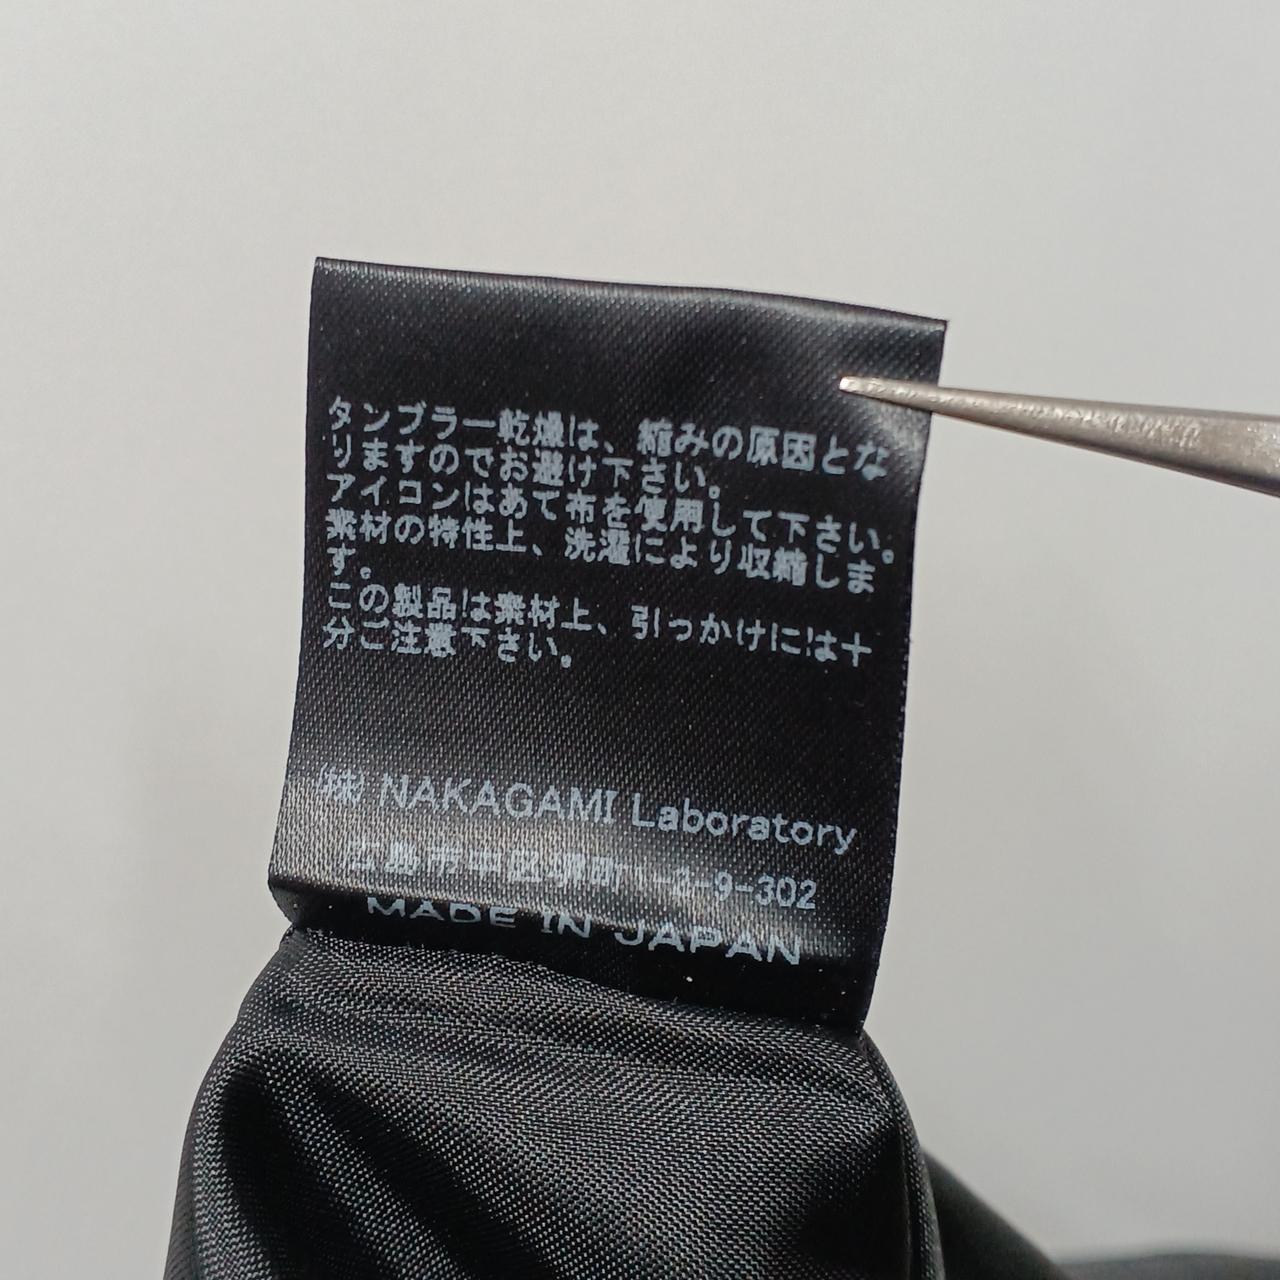 タンブラー乾燥は、縮みの原因とな
りますのでお避け下さい。
アイコンはあて布を使用して下さい。
素材の特性上、洗濯により収縮しま
す。
この製品は素材上、引っかけには十
分ご注意下さい。
(株) NAKAGAMI Laboratory
広島市中区堺町1-2-9-302
MADE IN JAPAN